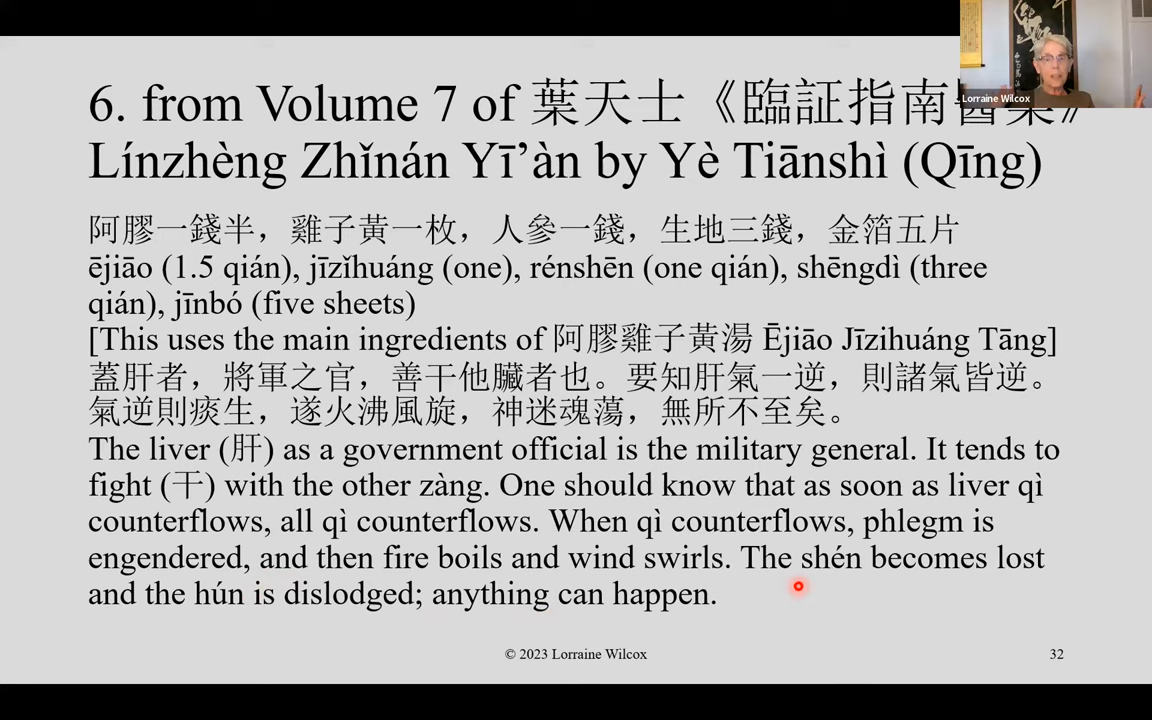 6. from Volume 7 of 葉天士《臨証指南醫案》
Línzhèng Zhǐnán Yī’àn by Yè Tiānshì (Qīng)
Lorraine Wilcox
阿膠一錢半，雞子黃一枚，人參一錢，生地三錢，金箔五片
ējiāo (1.5 qián), jīzǐhuáng (one), rénshēn (one qián), shēngdì (three
qián), jīnbó (five sheets)
[This uses the main ingredients of 阿膠雞子黃湯 Ējiāo Jīzihuáng Tāng]
蓋肝者，將軍之官，善干他臟者也。要知肝氣一逆，則諸氣皆逆。
氣逆則痰生，遂火沸風旋，神迷魂蕩，無所不至矣。
The liver (肝) as a government official is the military general. It tends to
fight (干) with the other zàng. One should know that as soon as liver qì
counterflows, all qì counterflows. When qì counterflows, phlegm is
engendered, and then fire boils and wind swirls. The shén becomes lost
and the hún is dislodged; anything can happen.
© 2023 Lorraine Wilcox
32